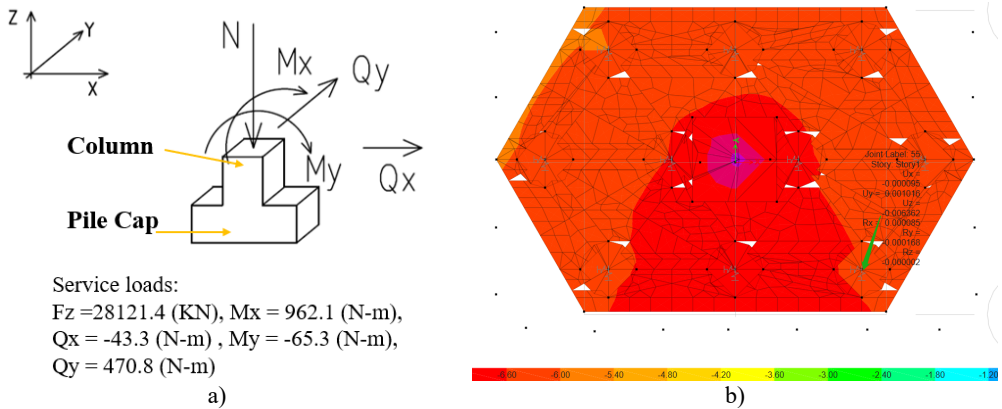 Z
Y
X
N
Mx
Qy
Column
My
Qx
Pile Cap
Service loads:
Fz =28121.4 (KN), Mx = 962.1 (N-m),
Qx = -43.3 (N-m) , My = -65.3 (N-m),
Qy = 470.8 (N-m)
a)
Joint Label: 55
Story: Story1
Ux =
-0.000095
Uy = 0.001016
Uz =
-0.006362
Rx = 0.000085
Ry =
-0.000168
Rz =
-0.000002
-6.60 -6.00 -5.40 -4.80 -4.20 -3.60 -3.00 -2.40 -1.80 -1.20
b)